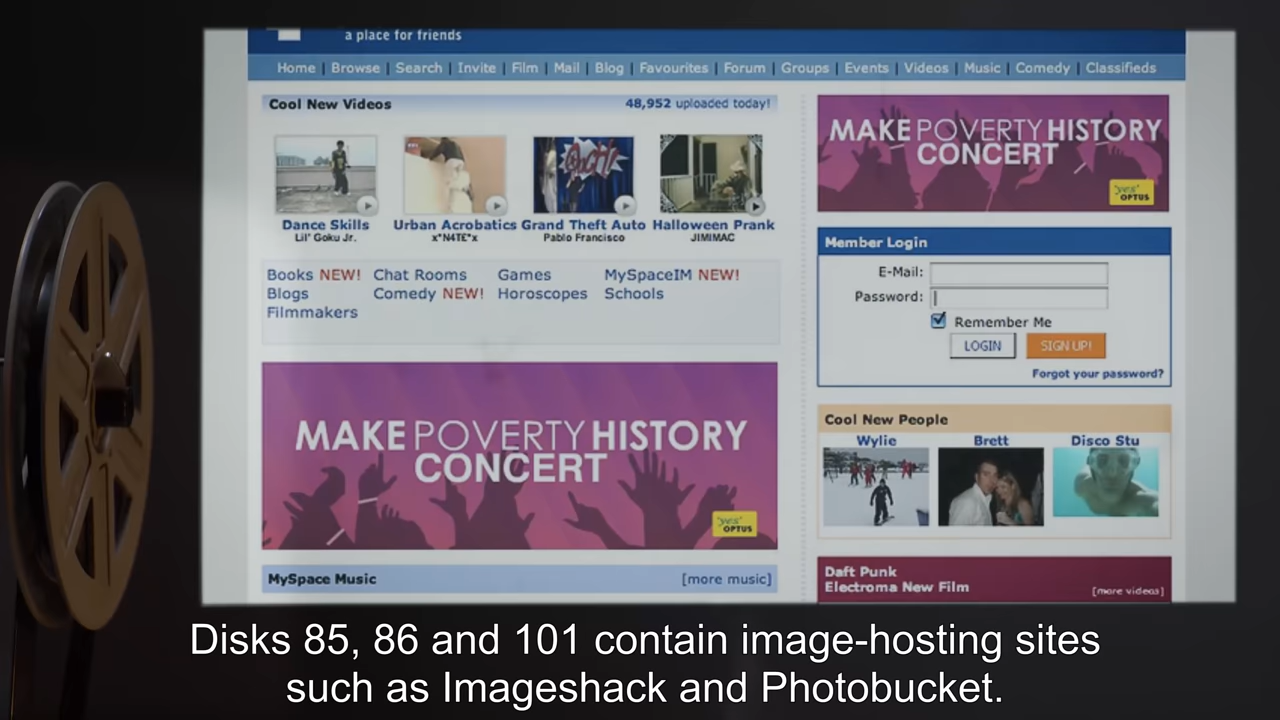 a place for friends
Home | Browse | Search | Invite | Film | Mail | Blog | Favourites | Forum | Groups | Events | Videos | Music | Comedy | Classifieds
Cool New Videos
48,952 uploaded today!
OUCH!
Dance Skills
Lil' Goku Jr.
Urban Acrobatics
x*N4TE*x
Grand Theft Auto
Pablo Francisco
Halloween Prank
JIMIMAC
Books NEW! Chat Rooms Games MySpaceIM NEW!
Blogs Comedy NEW! Horoscopes Schools
Filmmakers
MAKE POVERTY HISTORY
CONCERT
'yes'
OPTUS
MySpace Music [more music]
MAKE POVERTY HISTORY
CONCERT
'yes'
OPTUS
Member Login
E-Mail:
Password:
Remember Me
LOGIN SIGN UP!
Forgot your password?
Cool New People
Wylie Brett Disco Stu
Daft Punk
Electroma New Film
[more videos]
Disks 85, 86 and 101 contain image-hosting sites
such as Imageshack and Photobucket.